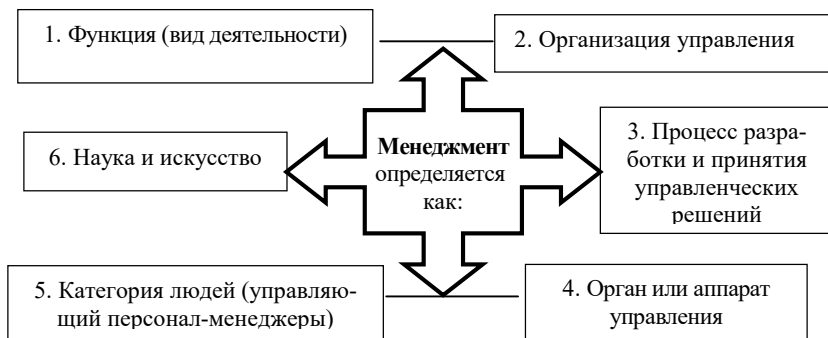 1. Функция (вид деятельности)
2. Организация управления
3. Процесс разра-
ботки и принятия
управленческих
решений
6. Наука и искусство
Менеджмент
определяется
как:
5. Категория людей (управляю-
щий персонал-менеджеры)
4. Орган или аппарат
управления